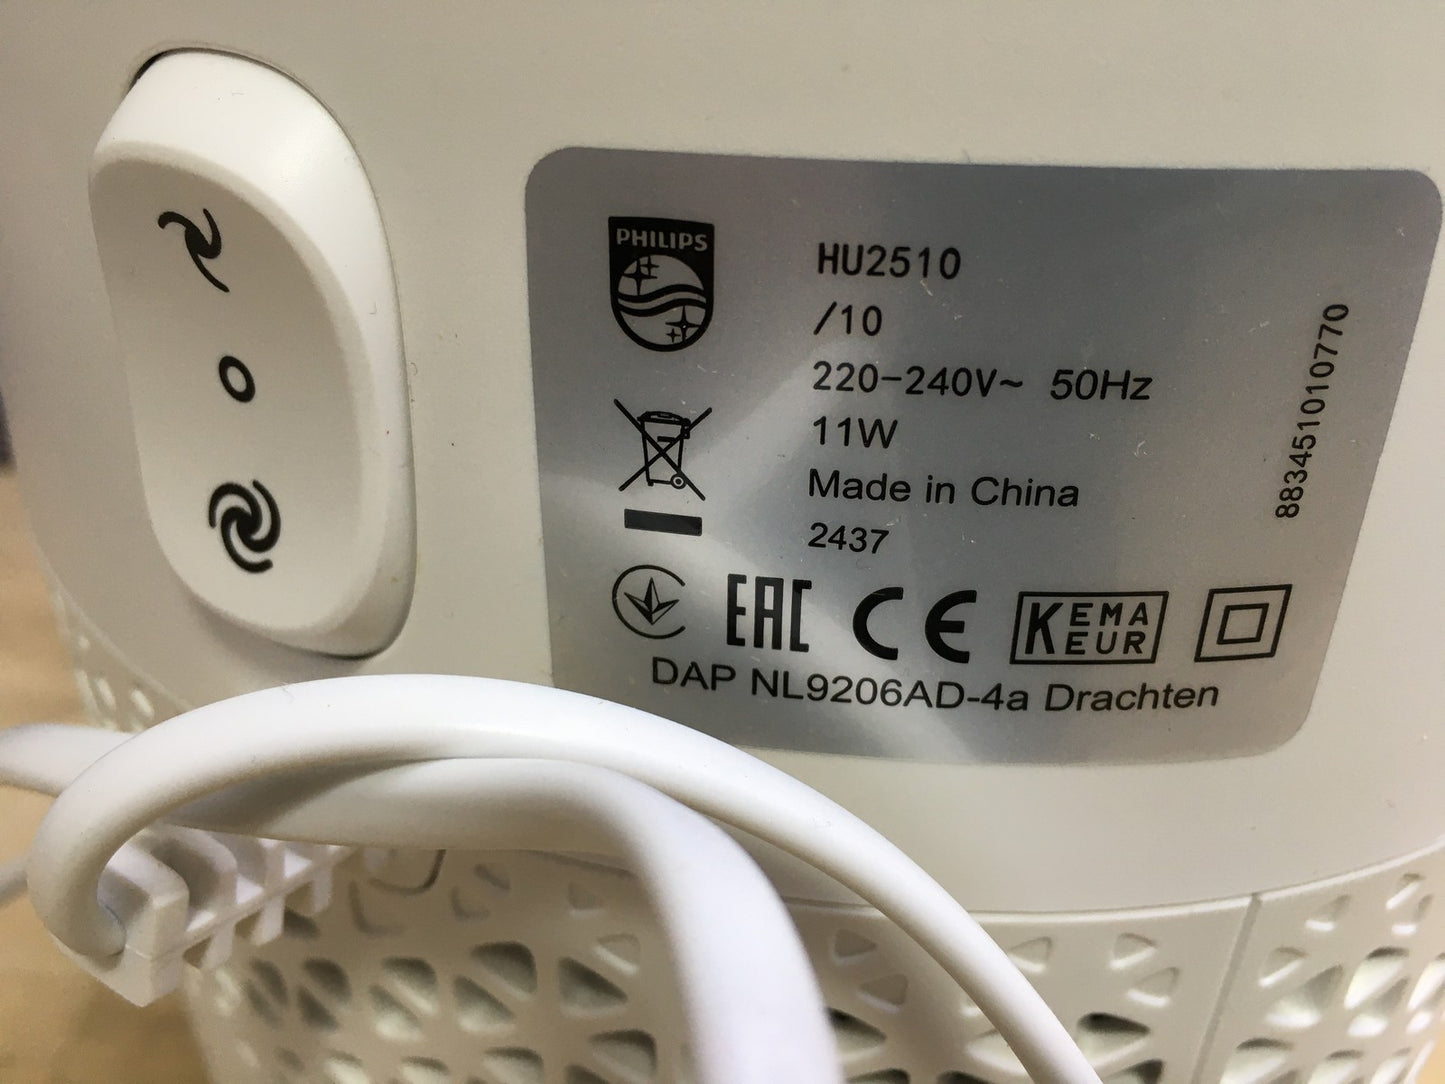 PHILIPS
HU2510
/10
220-240V~ 50Hz
11W
Made in China
2437
883451010770
EAC CE KEMA EUR
DAP NL9206AD-4a Drachten